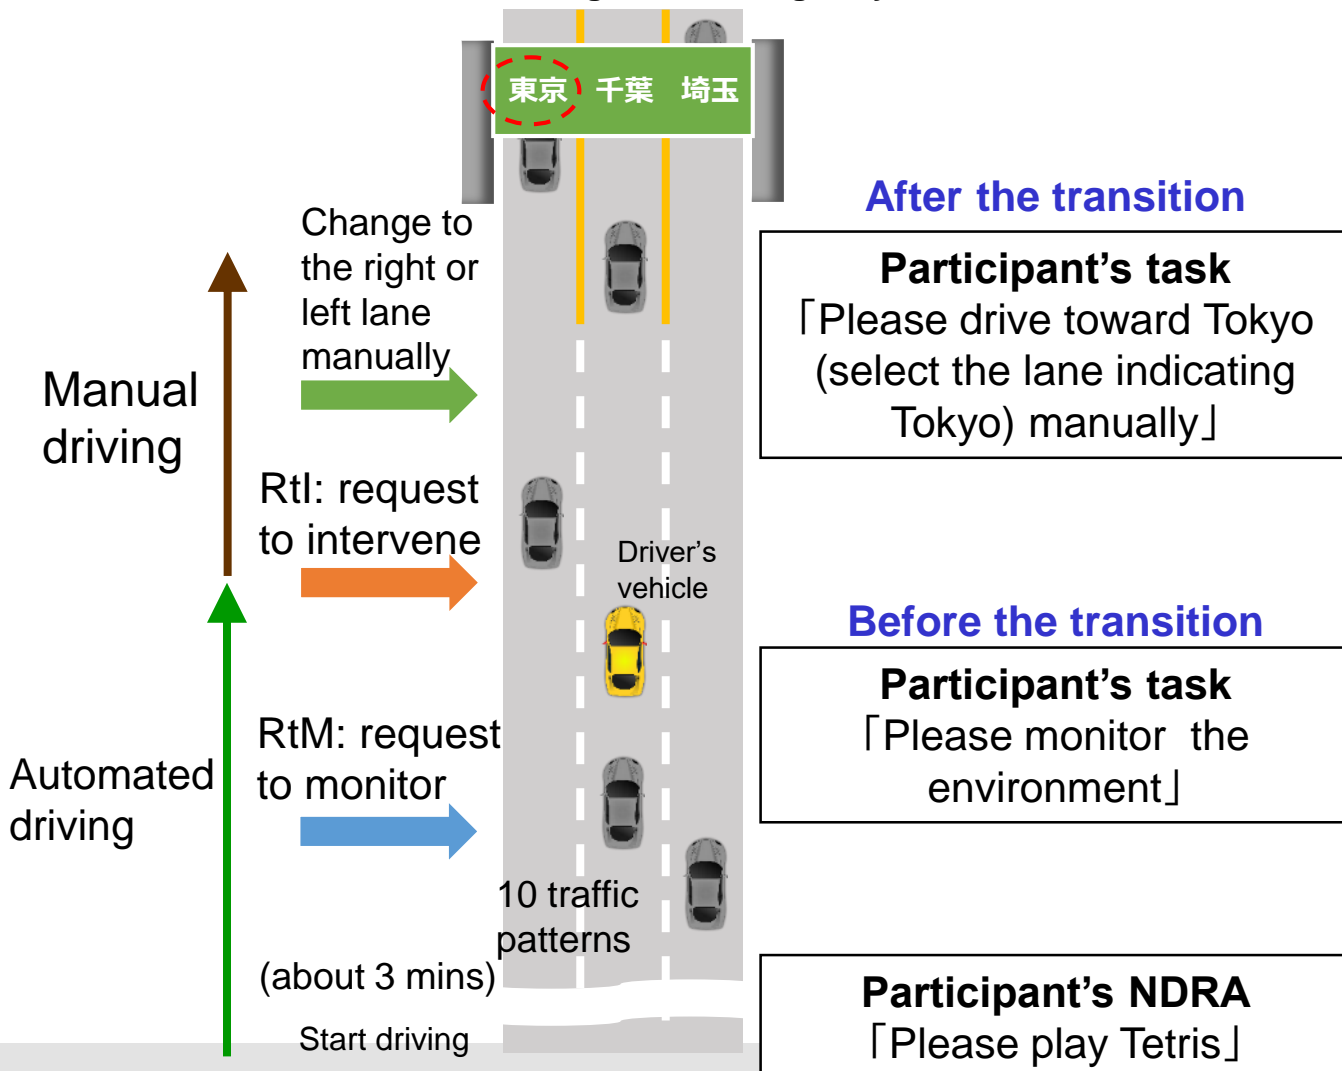 東京 千葉 埼玉
After the transition
Change to
the right or
left lane
manually
Participant’s task
「Please drive toward Tokyo
(select the lane indicating
Tokyo) manually」
Manual
driving
RtI: request
to intervene
Driver’s
vehicle
Before the transition
Participant’s task
「Please monitor the
environment」
RtM: request
to monitor
Automated
driving
10 traffic
patterns
(about 3 mins)
Start driving
Participant’s NDRA
「Please play Tetris」